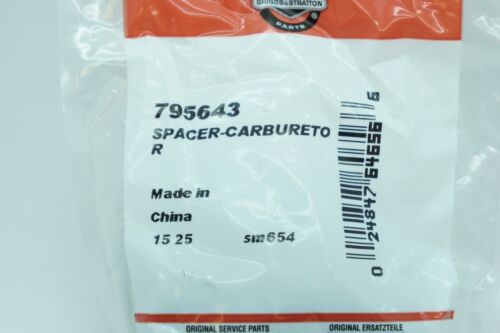 BRIGGS&STRATTON
PARTS
795643
SPACER-CARBURETO
R
Made in
China
15 25 sm654
0 24847 64656 6
ORIGINAL SERVICE PARTS ORIGINAL ERSATZTEILE